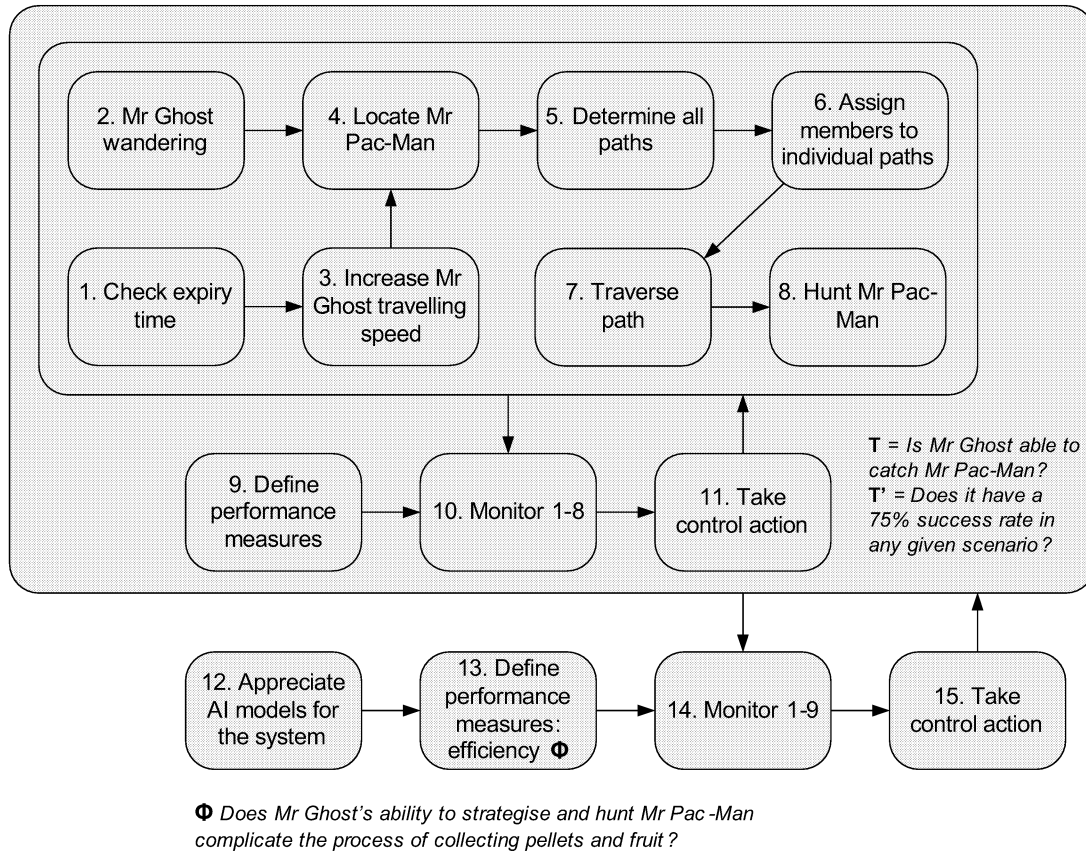 2. Mr Ghost
wandering
4. Locate Mr
Pac-Man
5. Determine all
paths
6. Assign
members to
individual paths
1. Check expiry
time
3. Increase Mr
Ghost travelling
speed
7. Traverse
path
8. Hunt Mr Pac-
Man
9. Define
performance
measures
10. Monitor 1-8
11. Take
control action
T = Is Mr Ghost able to
catch Mr Pac-Man?
T' = Does it have a
75% success rate in
any given scenario?
12. Appreciate
AI models for
the system
13. Define
performance
measures:
efficiency Φ
14. Monitor 1-9
15. Take
control action
Φ Does Mr Ghost's ability to strategise and hunt Mr Pac-Man
complicate the process of collecting pellets and fruit?